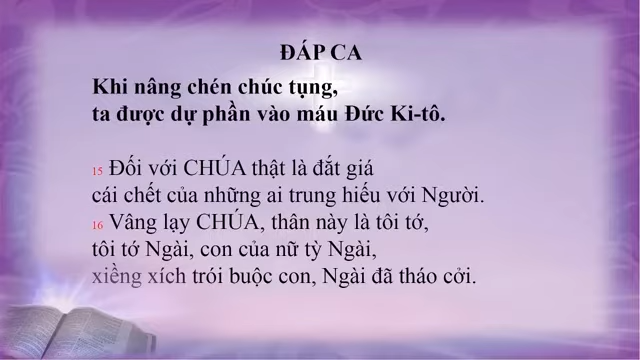 ĐÁP CA
Khi nâng chén chúc tụng,
ta được dự phần vào máu Đức Ki-tô.
15 Đối với CHÚA thật là đắt giá
cái chết của những ai trung hiếu với Người.
16 Vâng lạy CHÚA, thân này là tôi tớ,
tôi tớ Ngài, con của nữ tỳ Ngài,
xiềng xích trói buộc con, Ngài đã tháo cởi.